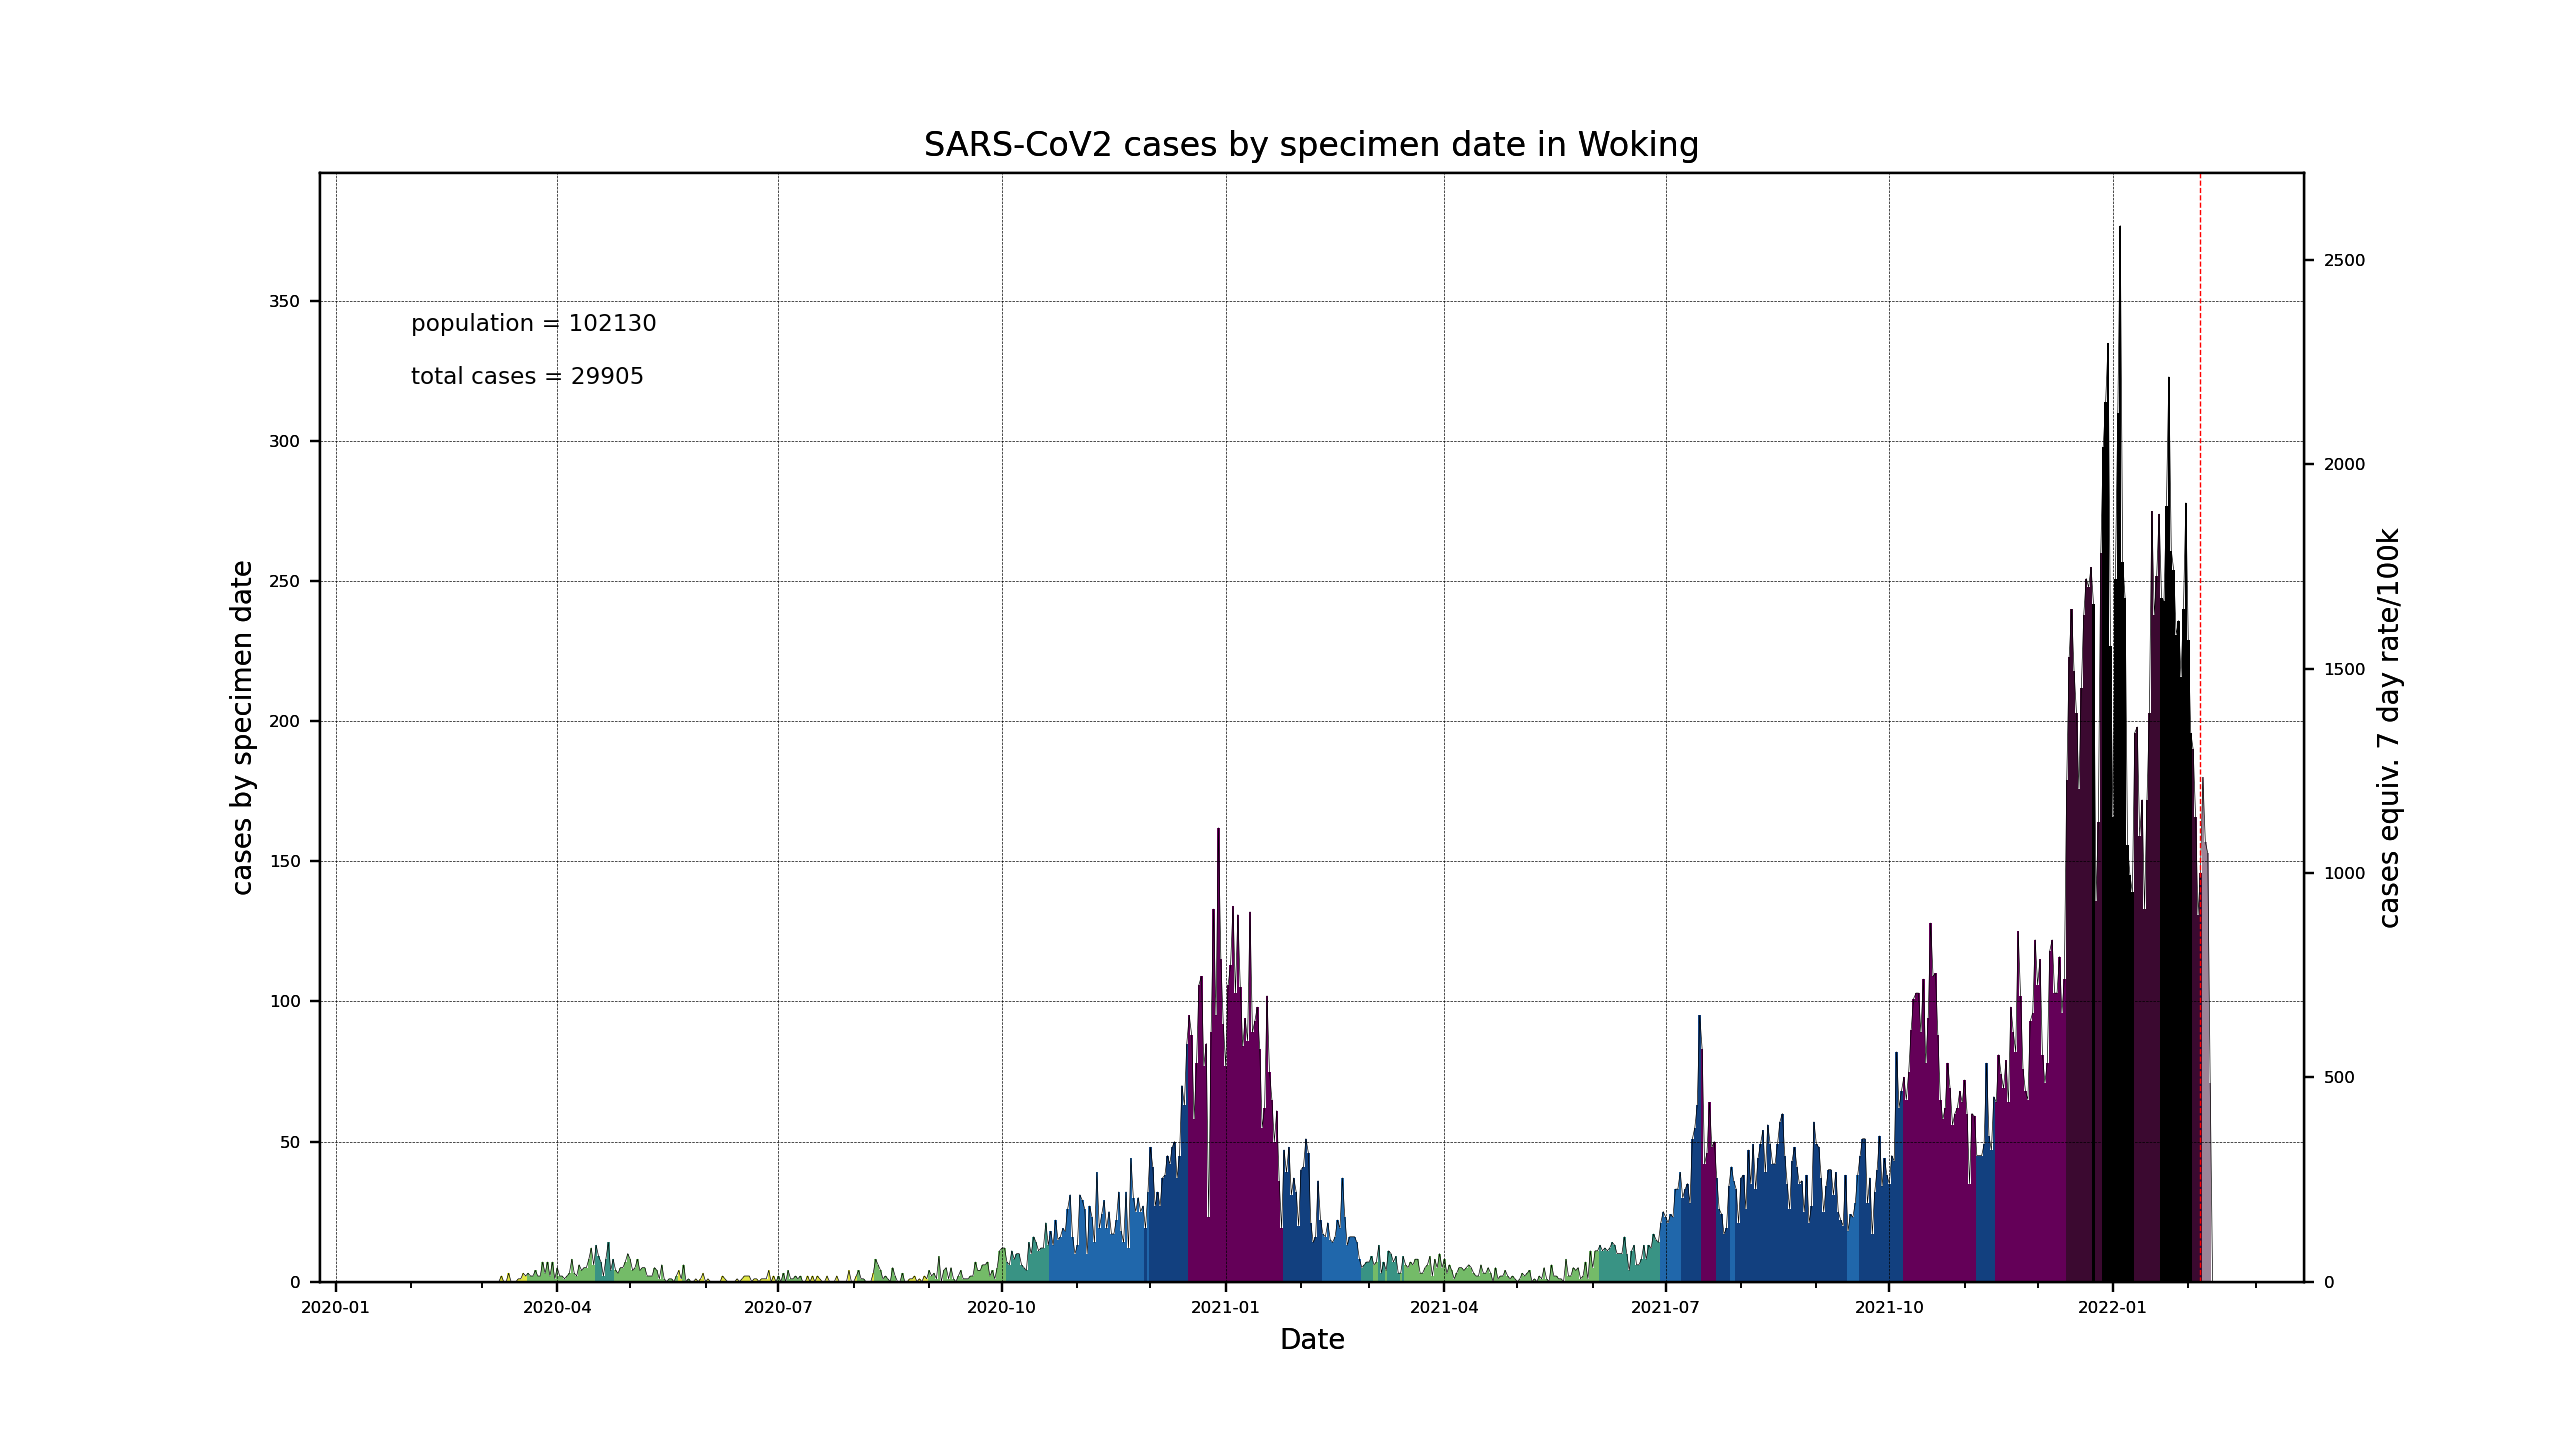 SARS-CoV2 cases by specimen date in Woking
population = 102130
total cases = 29905
cases by specimen date
350
300
250
200
150
100
50
0
2500
2000
1500
1000
500
0
cases equiv. 7 day rate/100k
2020-01 2020-04 2020-07 2020-10 2021-01 2021-04 2021-07 2021-10 2022-01
Date